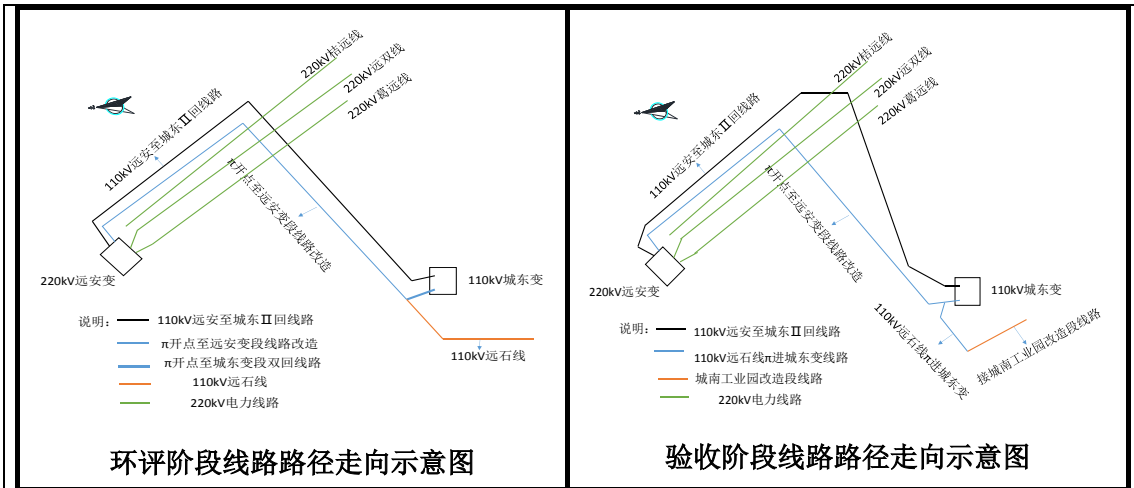 220kV枯远线
220kV远双线
220kV葛远线
110kV远安至城东Ⅱ回线路
π开点至远安变段线路改造
220kV远安变
110kV城东变
说明：
110kV远安至城东Ⅱ回线路
π开点至远安变段线路改造
π开点至城东变段双回线路
110kV远石线
220kV电力线路
110kV远石线
环评阶段线路路径走向示意图
220kV枯远线
220kV远双线
220kV葛远线
110kV远安至城东Ⅱ回线路
π开点至远安变段线路改造
220kV远安变
110kV城东变
110kV远石线π进城东变
接城南工业园改造段线路
说明：
110kV远安至城东Ⅱ回线路
110kV远石线π进城东变线路
城南工业园改造段线路
220kV电力线路
验收阶段线路路径走向示意图